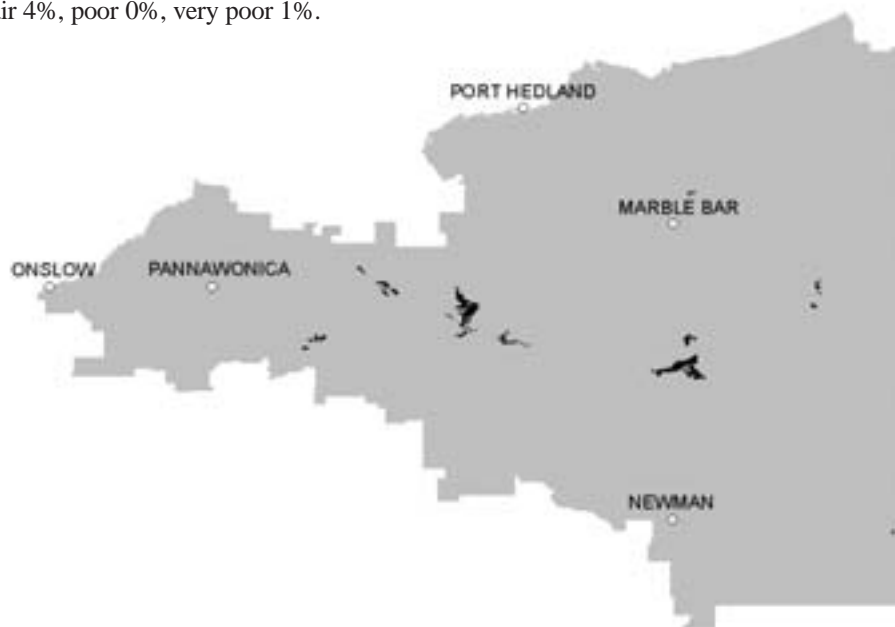 ir 4%, poor 0%, very poor 1%.
PORT HEDLAND
MARBLE BAR
ONSLOW
PANNAWONICA
NEWMAN